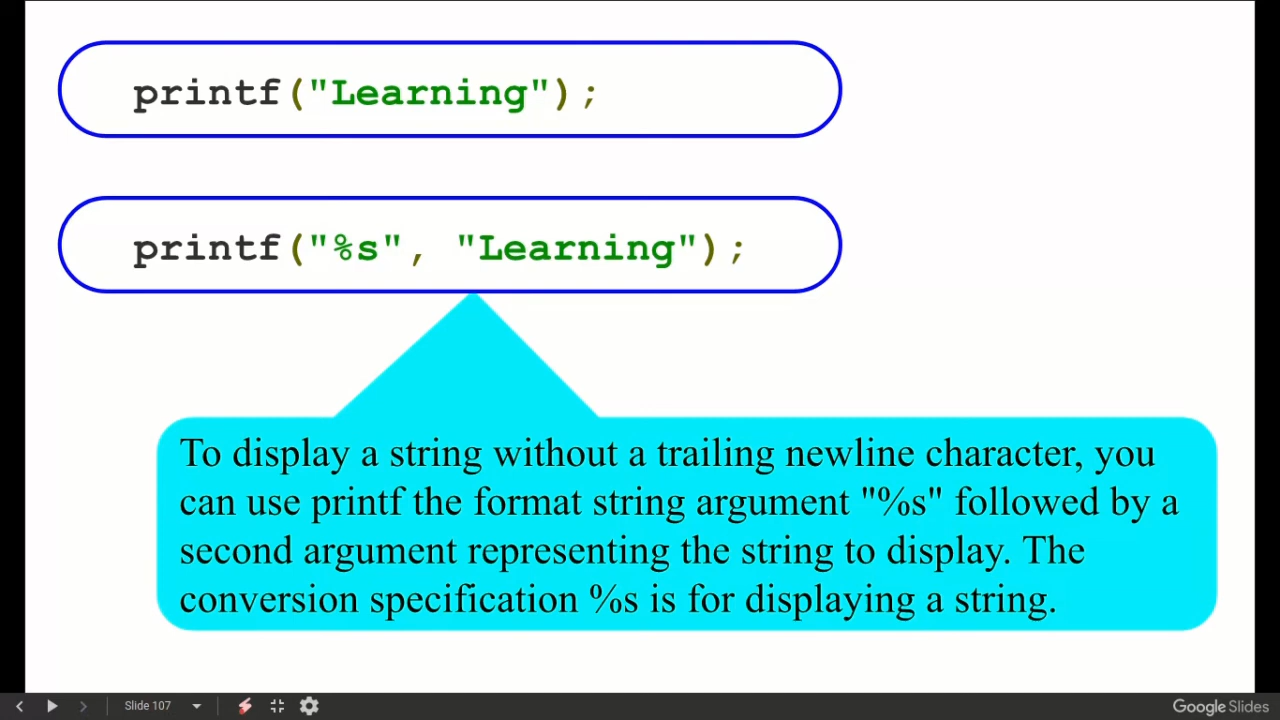 printf("Learning");
printf("%s", "Learning");
To display a string without a trailing newline character, you
can use printf the format string argument "%s" followed by a
second argument representing the string to display. The
conversion specification %s is for displaying a string.
Slide 107
Google Slides